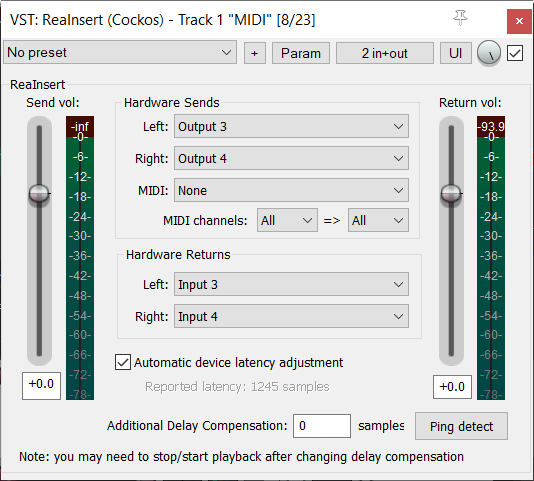 VST: ReaInsert (Cockos) - Track 1 "MIDI" [8/23]
No preset + Param 2 in+out UI
ReaInsert
Send vol: Hardware Sends Return vol:
-inf Left: Output 3 -93.9
-0- -0-
-6- Right: Output 4 -6-
-12- -12-
-18- MIDI: None -18-
-24- MIDI channels: All => All -24-
-30- -30-
-36- Hardware Returns -36-
-42- Left: Input 3 -42-
-48- -48-
-54- Right: Input 4 -54-
-60- -60-
-66- Automatic device latency adjustment -66-
-72- Reported latency: 1245 samples -72-
+0.0 -78- +0.0 -78-
Additional Delay Compensation: 0 samples Ping detect
Note: you may need to stop/start playback after changing delay compensation